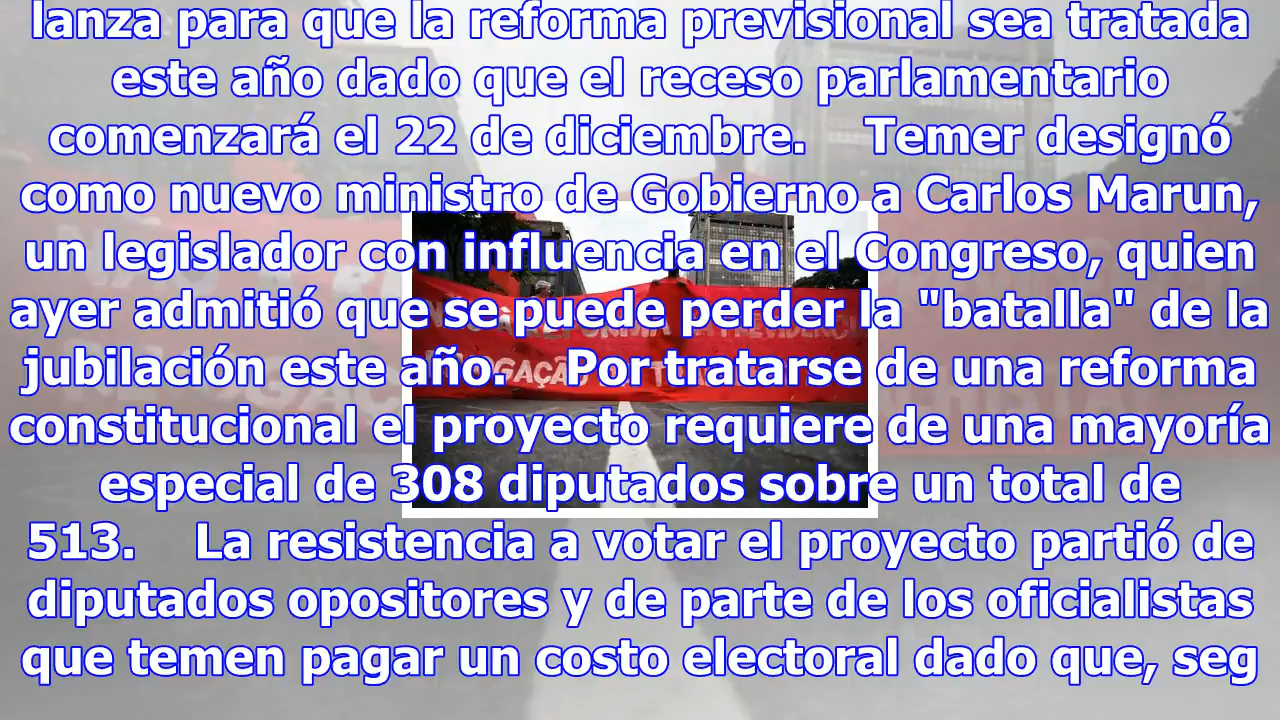 lanza para que la reforma previsional sea tratada
este año dado que el receso parlamentario
comenzará el 22 de diciembre. Temer designó
como nuevo ministro de Gobierno a Carlos Marun,
un legislador con influencia en el Congreso, quien
ayer admitió que se puede perder la "batalla" de la
jubilación este año. Por tratarse de una reforma
constitucional el proyecto requiere de una mayoría
especial de 308 diputados sobre un total de
513. La resistencia a votar el proyecto partió de
diputados opositores y de parte de los oficialistas
que temen pagar un costo electoral dado que, seg